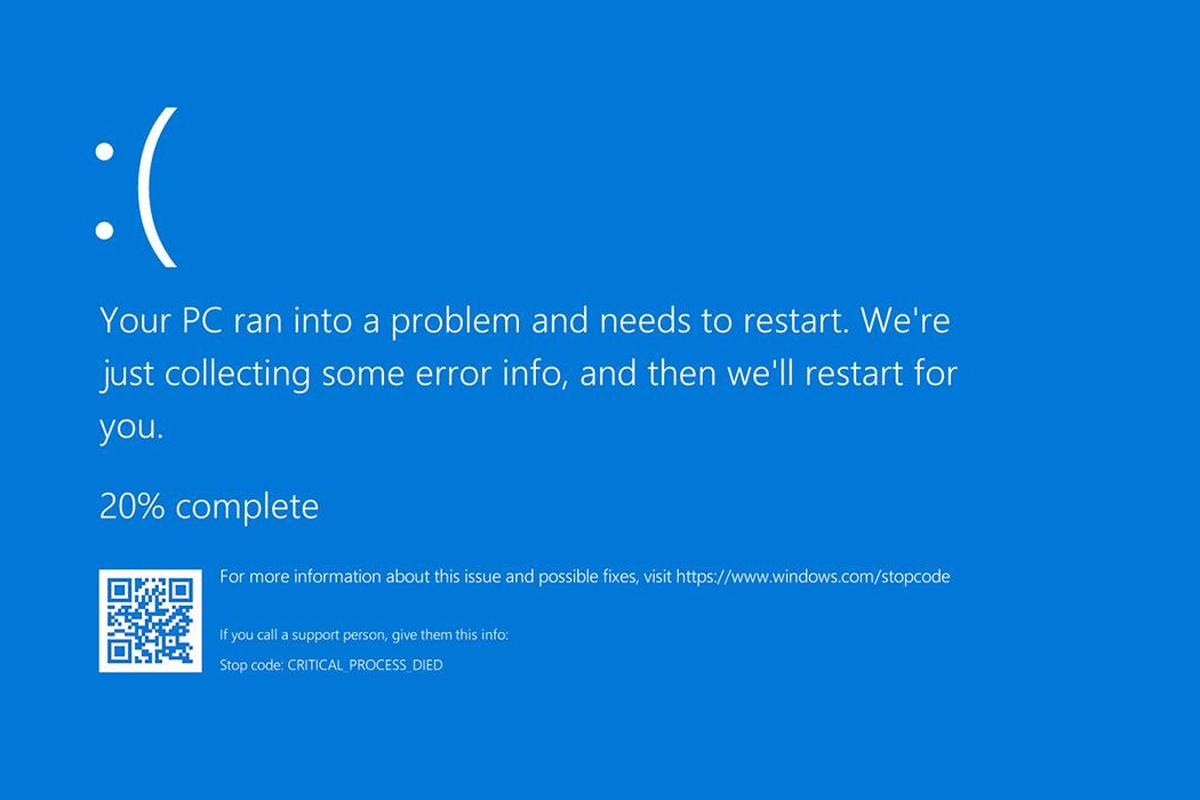 :(
Your PC ran into a problem and needs to restart. We're
just collecting some error info, and then we'll restart for
you.
20% complete
For more information about this issue and possible fixes, visit https://www.windows.com/stopcode
If you call a support person, give them this info:
Stop code: CRITICAL_PROCESS_DIED